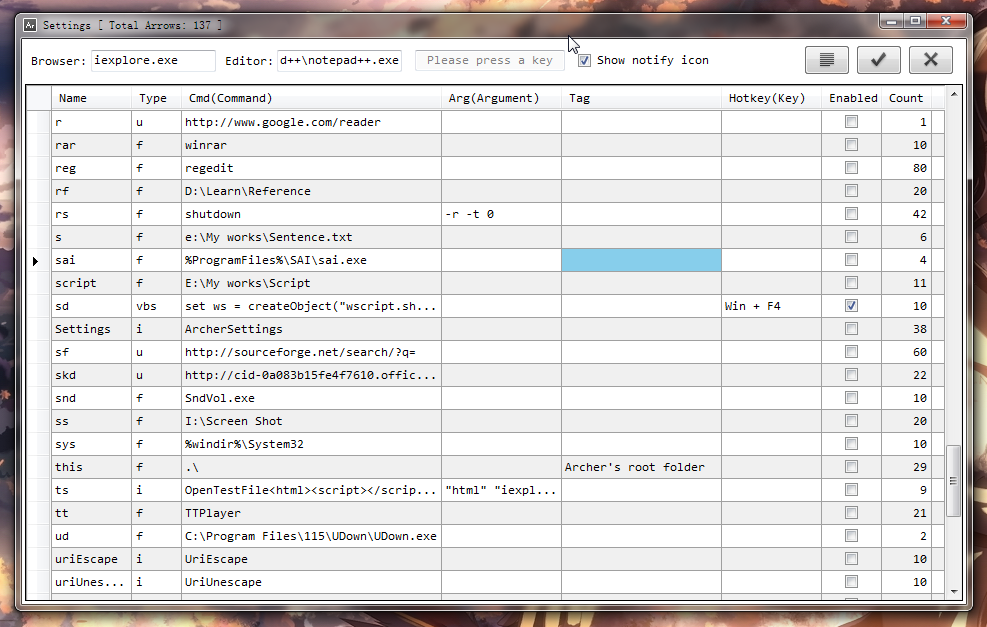 Ar Settings [ Total Arrows: 137 ]
Browser: iexplore.exe Editor: d++\notepad++.exe Please press a key Show notify icon
Name Type Cmd(Command) Arg(Argument) Tag Hotkey(Key) Enabled Count
r u http://www.google.com/reader 1
rar f winrar 10
reg f regedit 80
rf f D:\Learn\Reference 20
rs f shutdown -r -t 0 42
s f e:\My works\Sentence.txt 6
sai f %ProgramFiles%\SAI\sai.exe 4
script f E:\My works\Script 11
sd vbs set ws = createObject("wscript.sh... Win + F4 10
Settings i ArcherSettings 38
sf u http://sourceforge.net/search/?q= 60
skd u http://cid-0a083b15fe4f7610.offic... 22
snd f SndVol.exe 10
ss f I:\Screen Shot 20
sys f %windir%\System32 10
this f .\ Archer's root folder 29
ts i OpenTestFile<html><script></scrip... "html" "iexpl... 9
tt f TTPlayer 21
ud f C:\Program Files\115\UDown\UDown.exe 2
uriEscape i UriEscape 10
uriUnes... i UriUnescape 10